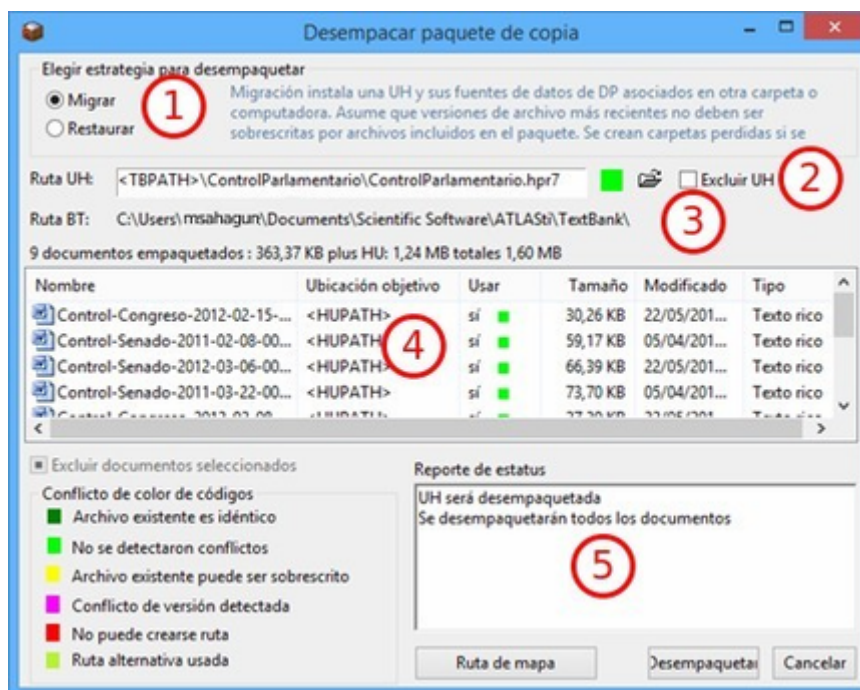 Desempacar paquete de copia
Elegir estrategia para desempaquetar
Migrar
Restaurar
1
Migración instala una UH y sus fuentes de datos de DP asociados en otra carpeta o
computadora. Asume que versiones de archivo más recientes no deben ser
sobrescritas por archivos incluidos en el paquete. Se crean carpetas perdidas si se
Ruta UH: <TBPATH>\ControlParlamentario\ControlParlamentario.hpr7 Excluir UH 2
Ruta BT: C:\Users\msahagun\Documents\Scientific Software\ATLASti\TextBank\ 3
9 documentos empaquetados : 363,37 KB plus HU: 1,24 MB totales 1,60 MB
Nombre Ubicación objetivo Usar Tamaño Modificado Tipo
Control-Congreso-2012-02-15-... <HUPATH> sí 30,26 KB 22/05/201... Texto rico
Control-Senado-2011-02-08-00... <HUPATH> sí 59,17 KB 05/04/201... Texto rico
Control-Senado-2012-03-06-00... <HUPATH> sí 66,39 KB 22/05/201... Texto rico
Control-Senado-2011-03-22-00... <HUPATH> sí 73,70 KB 05/04/201... Texto rico
4
Excluir documentos seleccionados
Conflicto de color de códigos
Archivo existente es idéntico
No se detectaron conflictos
Archivo existente puede ser sobrescrito
Conflicto de versión detectada
No puede crearse ruta
Ruta alternativa usada
Reporte de estatus
UH será desempaquetada
Se desempaquetarán todos los documentos
5
Ruta de mapa Desempaquetar Cancelar